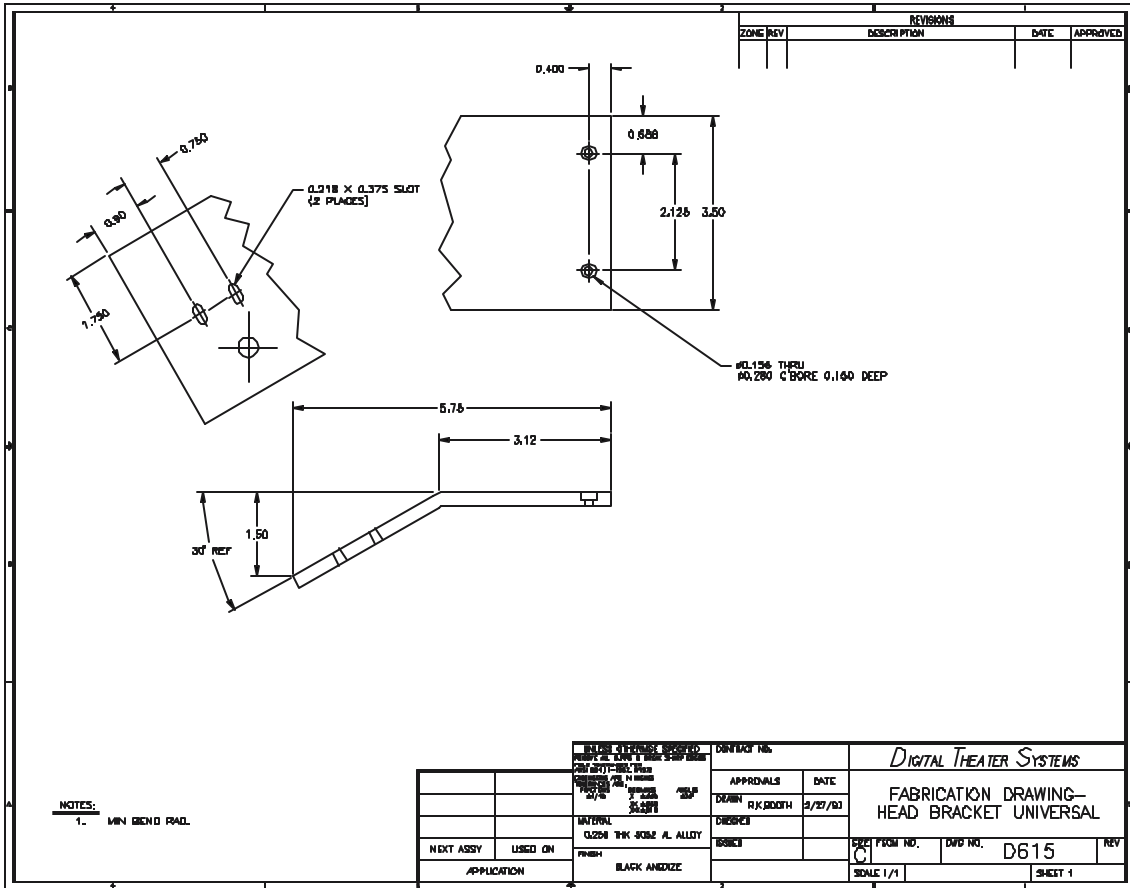 REVISIONS
ZONE REV DESCRIPTION DATE APPROVED
0.400
0.688
2.125 3.50
0.750
0.90
1.750
0.218 X 0.375 SLOT
(2 PLACES)
Ø0.156 THRU
Ø0.280 C'BORE 0.160 DEEP
5.75
3.12
1.50
30° REF
NOTES:
1. MIN BEND RAD.
UNLESS OTHERWISE SPECIFIED
CONTRACT NO.
DIGITAL THEATER SYSTEMS
APPROVALS DATE
DRAWN R.K.BOOTH
FABRICATION DRAWING-
HEAD BRACKET UNIVERSAL
MATERIAL
THK 5052 AL ALLOY
CHECKED
ISSUED
NEXT ASSY USED ON
APPLICATION
FINISH
BLACK ANODIZE
SIZE
C
FSCM NO.
DWG NO. D615
REV
SCALE 1/1
SHEET 1